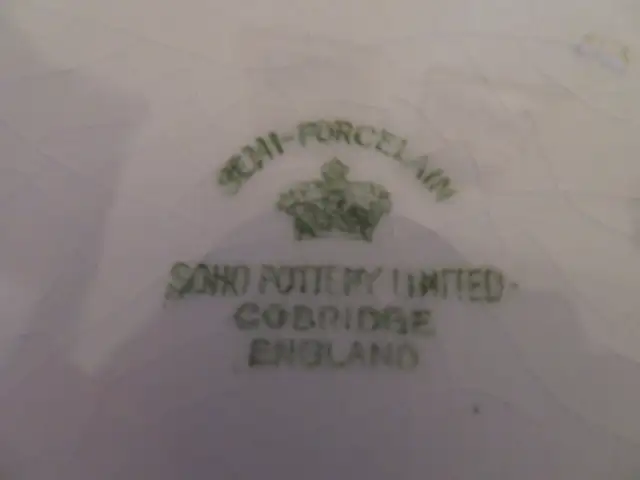 SEMI-PORCELAIN
SOHO POTTERY LIMITED
COBRIDGE
ENGLAND